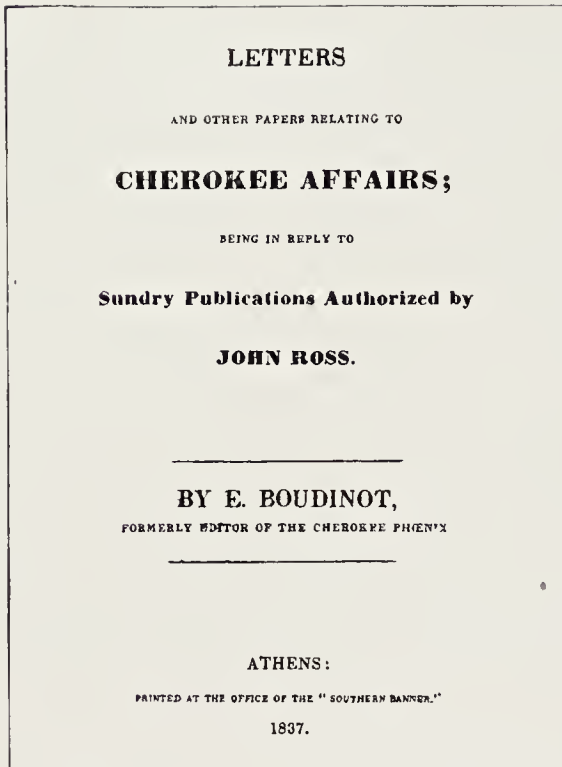 LETTERS
AND OTHER PAPERS RELATING TO
CHEROKEE AFFAIRS;
BEING IN REPLY TO
Sundry Publications Authorized by
JOHN ROSS.
BY E. BOUDINOT,
FORMERLY EDITOR OF THE CHEROKEE PHŒNIX
ATHENS:
PRINTED AT THE OFFICE OF THE "SOUTHERN BANNER."
1837.